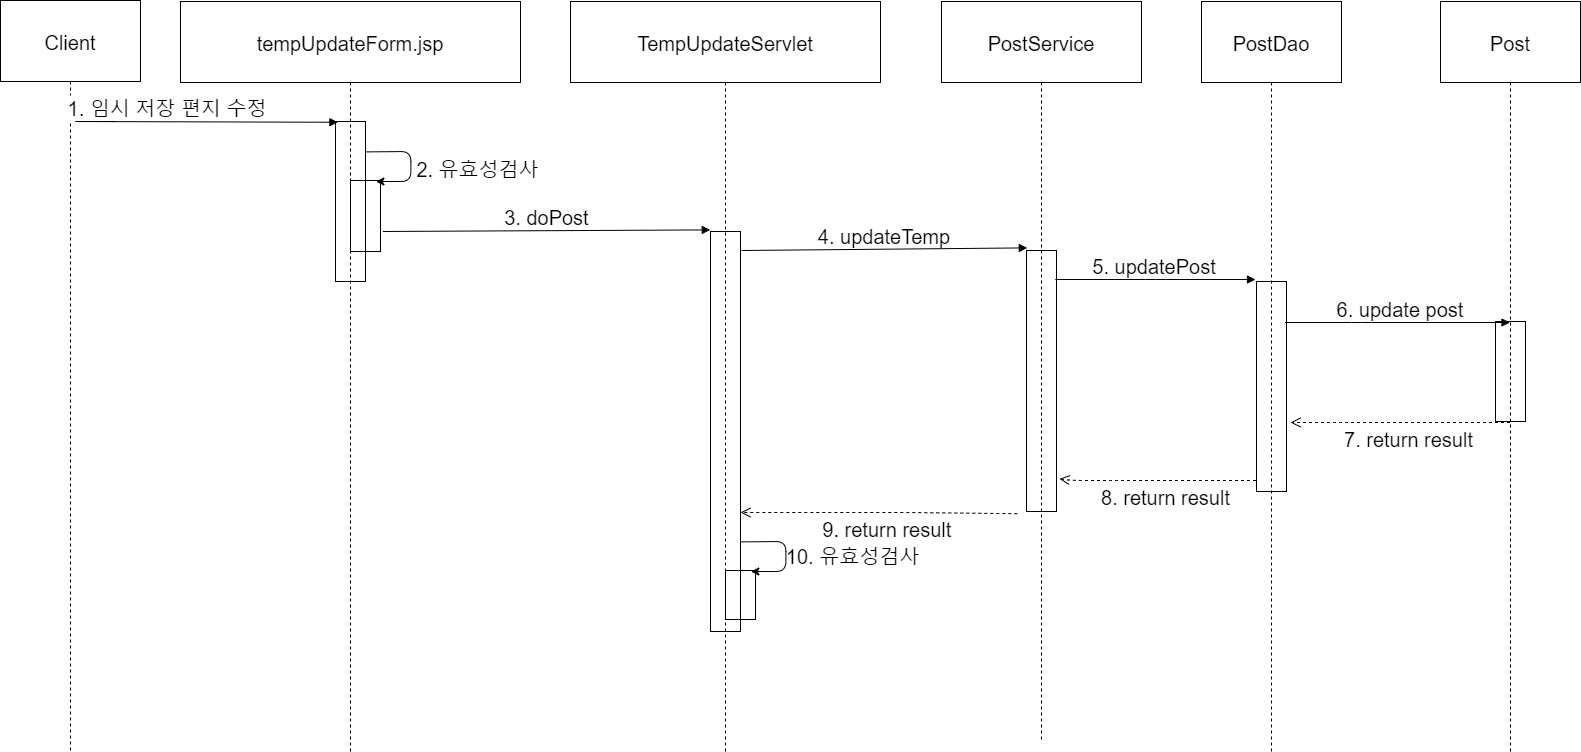 Client
tempUpdateForm.jsp
TempUpdateServlet
PostService
PostDao
Post
1. 임시 저장 편지 수정
2. 유효성검사
3. doPost
4. updateTemp
5. updatePost
6. update post
7. return result
8. return result
9. return result
10. 유효성검사